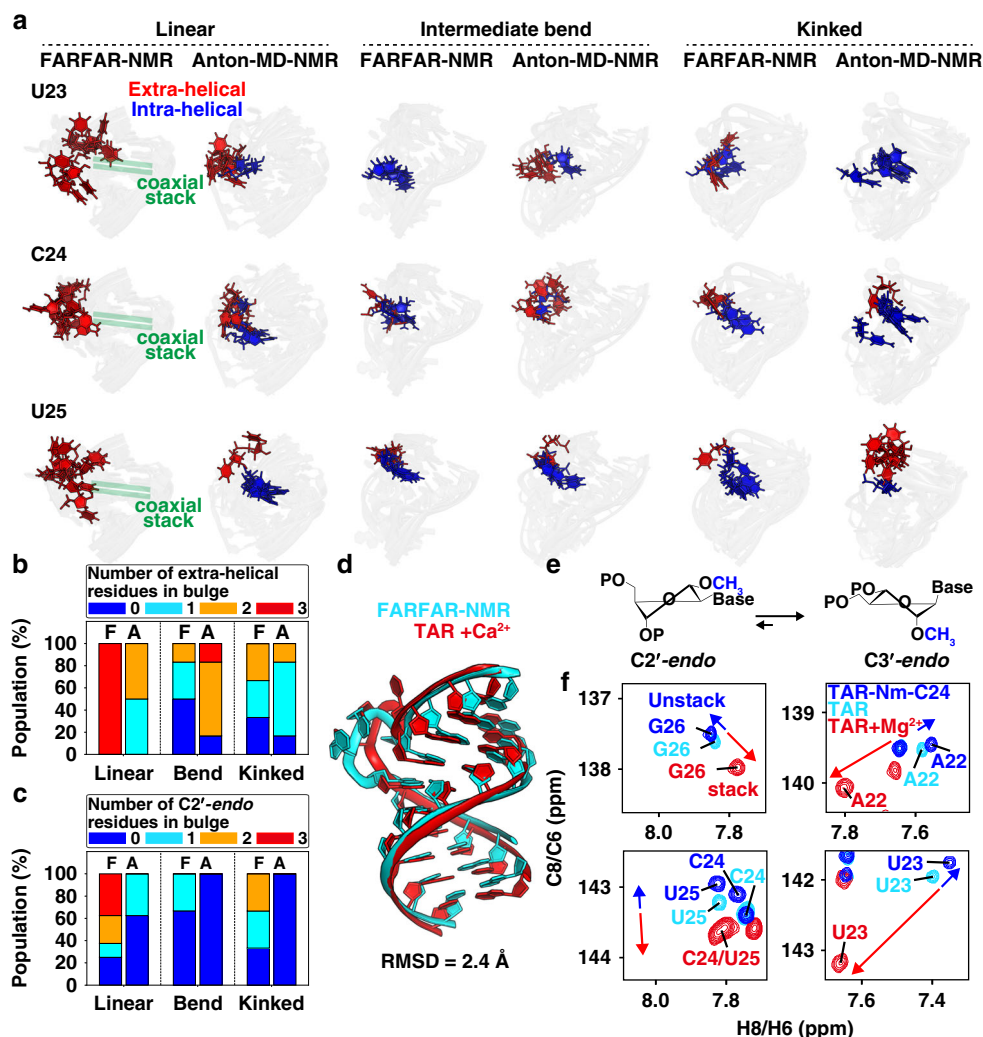 a
Linear
Intermediate bend
Kinked
FARFAR-NMR Anton-MD-NMR FARFAR-NMR Anton-MD-NMR FARFAR-NMR Anton-MD-NMR
U23
Extra-helical
Intra-helical
coaxial
stack
C24
coaxial
stack
U25
coaxial
stack
b
Number of extra-helical
residues in bulge
0 1 2 3
F A F A F A
Population (%)
100
80
60
40
20
0
Linear Bend Kinked
c
Number of C2′-endo
residues in bulge
0 1 2 3
F A F A F A
Population (%)
100
80
60
40
20
0
Linear Bend Kinked
d
FARFAR-NMR
TAR +Ca2+
RMSD = 2.4 Å
e
PO O O CH3 Base OP
C2′-endo
PO PO O Base O CH3
C3′-endo
f
C8/C6 (ppm)
137
138
Unstack
G26
G26
G26
stack
8.0 7.8
139
140
TAR-Nm-C24
TAR
TAR+Mg2+
A22
A22
A22
7.8 7.6
143
144
C24
C24
U25
U25
C24/U25
8.0 7.8
142
143
U23
U23
U23
7.6 7.4
H8/H6 (ppm)